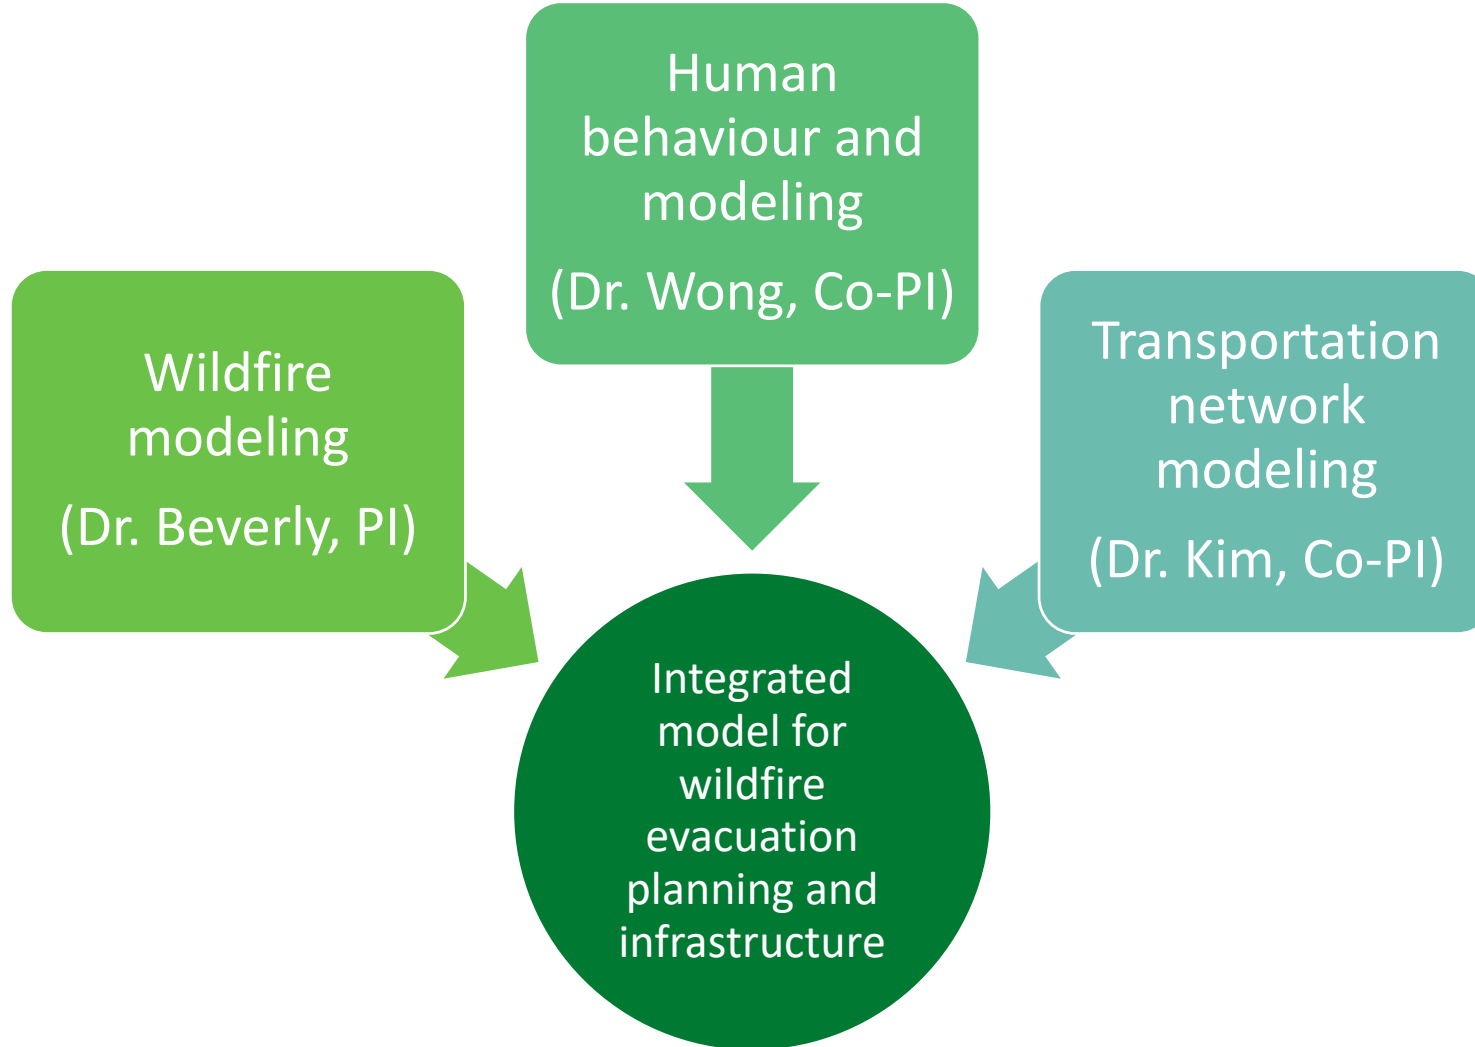 Human
behaviour and
modeling
(Dr. Wong, Co-PI)
Wildfire
modeling
(Dr. Beverly, PI)
Transportation
network
modeling
(Dr. Kim, Co-PI)
Integrated
model for
wildfire
evacuation
planning and
infrastructure